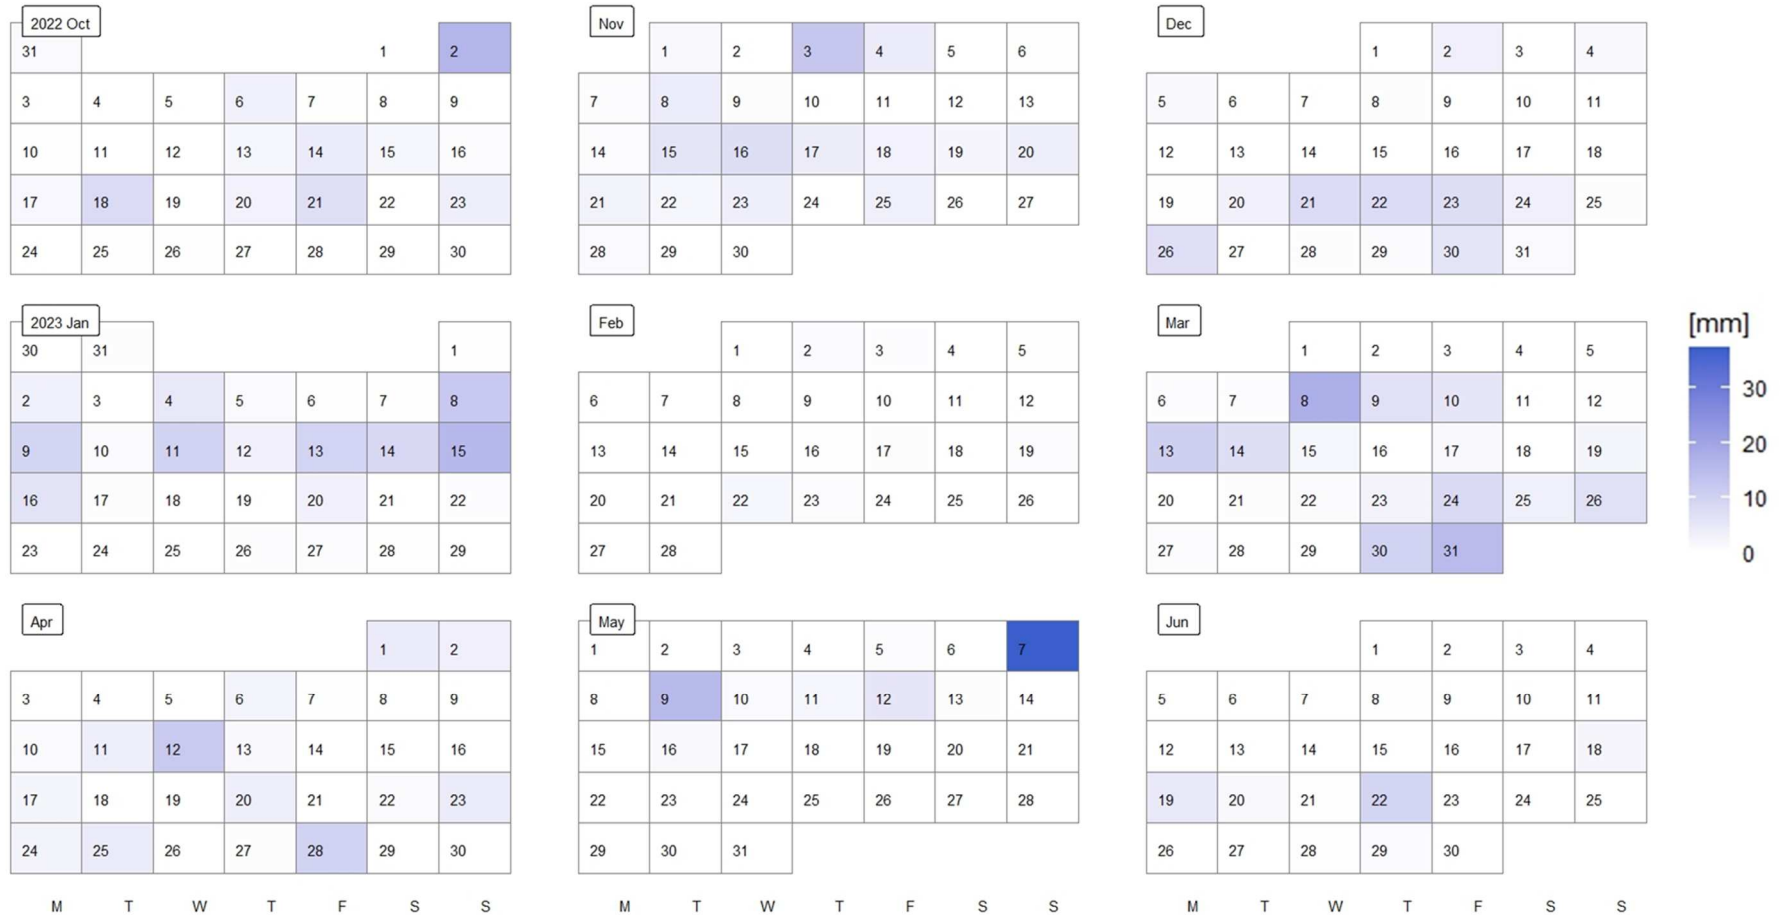 2022 Oct
31 1 2
3 4 5 6 7 8 9
10 11 12 13 14 15 16
17 18 19 20 21 22 23
24 25 26 27 28 29 30
Nov
1 2 3 4 5 6
7 8 9 10 11 12 13
14 15 16 17 18 19 20
21 22 23 24 25 26 27
28 29 30
Dec
1 2 3 4
5 6 7 8 9 10 11
12 13 14 15 16 17 18
19 20 21 22 23 24 25
26 27 28 29 30 31
2023 Jan
30 31 1
2 3 4 5 6 7 8
9 10 11 12 13 14 15
16 17 18 19 20 21 22
23 24 25 26 27 28 29
Feb
1 2 3 4 5
6 7 8 9 10 11 12
13 14 15 16 17 18 19
20 21 22 23 24 25 26
27 28
Mar
1 2 3 4 5
6 7 8 9 10 11 12
13 14 15 16 17 18 19
20 21 22 23 24 25 26
27 28 29 30 31
[mm]
30
20
10
0
Apr
1 2
3 4 5 6 7 8 9
10 11 12 13 14 15 16
17 18 19 20 21 22 23
24 25 26 27 28 29 30
M T W T F S S
May
1 2 3 4 5 6 7
8 9 10 11 12 13 14
15 16 17 18 19 20 21
22 23 24 25 26 27 28
29 30 31
M T W T F S S
Jun
1 2 3 4
5 6 7 8 9 10 11
12 13 14 15 16 17 18
19 20 21 22 23 24 25
26 27 28 29 30
M T W T F S S